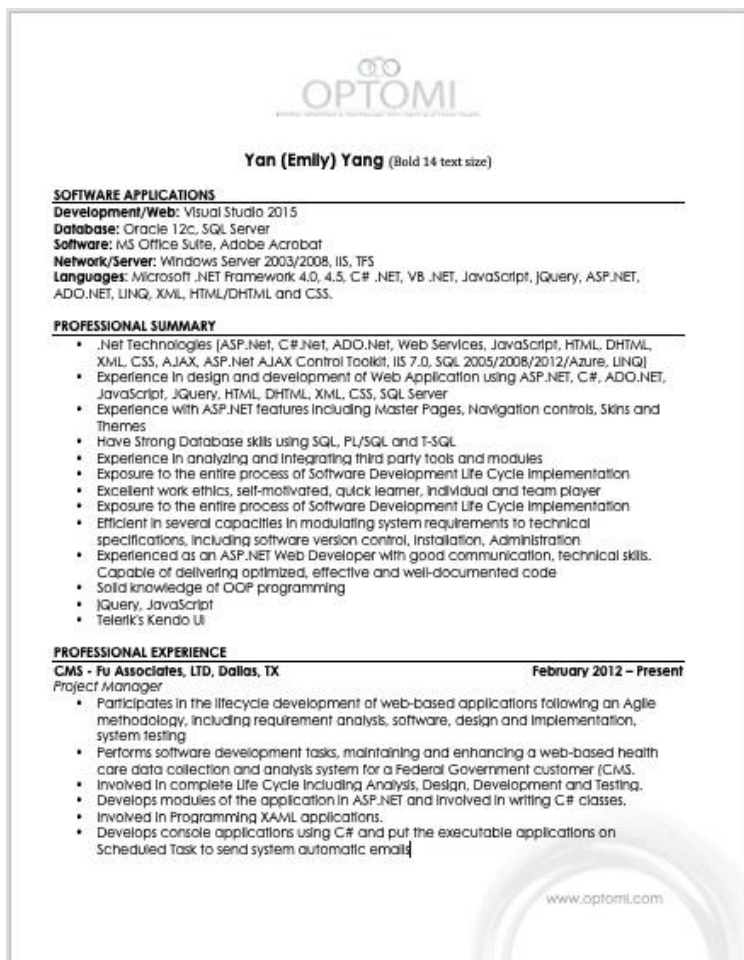 OPTOMI
Yan (Emily) Yang (Bold 14 text size)
SOFTWARE APPLICATIONS
Development/Web: Visual Studio 2015
Database: Oracle 12c, SQL Server
Software: MS Office Suite, Adobe Acrobat
Network/Server: Windows Server 2003/2008, IIS, TFS
Languages: Microsoft .NET Framework 4.0, 4.5, C# .NET, VB .NET, JavaScript, jQuery, ASP.NET,
ADO.NET, LINQ, XML, HTML/DHTML and CSS.
PROFESSIONAL SUMMARY
• .Net Technologies [ASP.Net, C#.Net, ADO.Net, Web Services, JavaScript, HTML, DHTML,
XML, CSS, AJAX, ASP.Net AJAX Control Toolkit, IIS 7.0, SQL 2005/2008/2012/Azure, LINQ]
• Experience in design and development of Web Application using ASP.NET, C#, ADO.NET,
JavaScript, JQuery, HTML, DHTML, XML, CSS, SQL Server
• Experience with ASP.NET features including Master Pages, Navigation controls, Skins and
Themes
• Have Strong Database skills using SQL, PL/SQL and T-SQL
• Experience in analyzing and integrating third party tools and modules
• Exposure to the entire process of Software Development Life Cycle implementation
• Excellent work ethics, self-motivated, quick learner, individual and team player
• Exposure to the entire process of Software Development Life Cycle implementation
• Efficient in several capacities in modulating system requirements to technical
specifications, including software version control, Installation, Administration
• Experienced as an ASP.NET Web Developer with good communication, technical skills.
Capable of delivering optimized, effective and well-documented code
• Solid knowledge of OOP programming
• jQuery, JavaScript
• Telerik's Kendo UI
PROFESSIONAL EXPERIENCE
CMS - Fu Associates, LTD, Dallas, TX February 2012 – Present
Project Manager
• Participates in the lifecycle development of web-based applications following an Agile
methodology, including requirement analysis, software, design and implementation,
system testing
• Performs software development tasks, maintaining and enhancing a web-based health
care data collection and analysis system for a Federal Government customer (CMS.
• Involved in complete Life Cycle including Analysis, Design, Development and Testing.
• Develops modules of the application in ASP.NET and involved in writing C# classes.
• Involved in Programming XAML applications.
• Develops console applications using C# and put the executable applications on
Scheduled Task to send system automatic emails
www.optomi.com